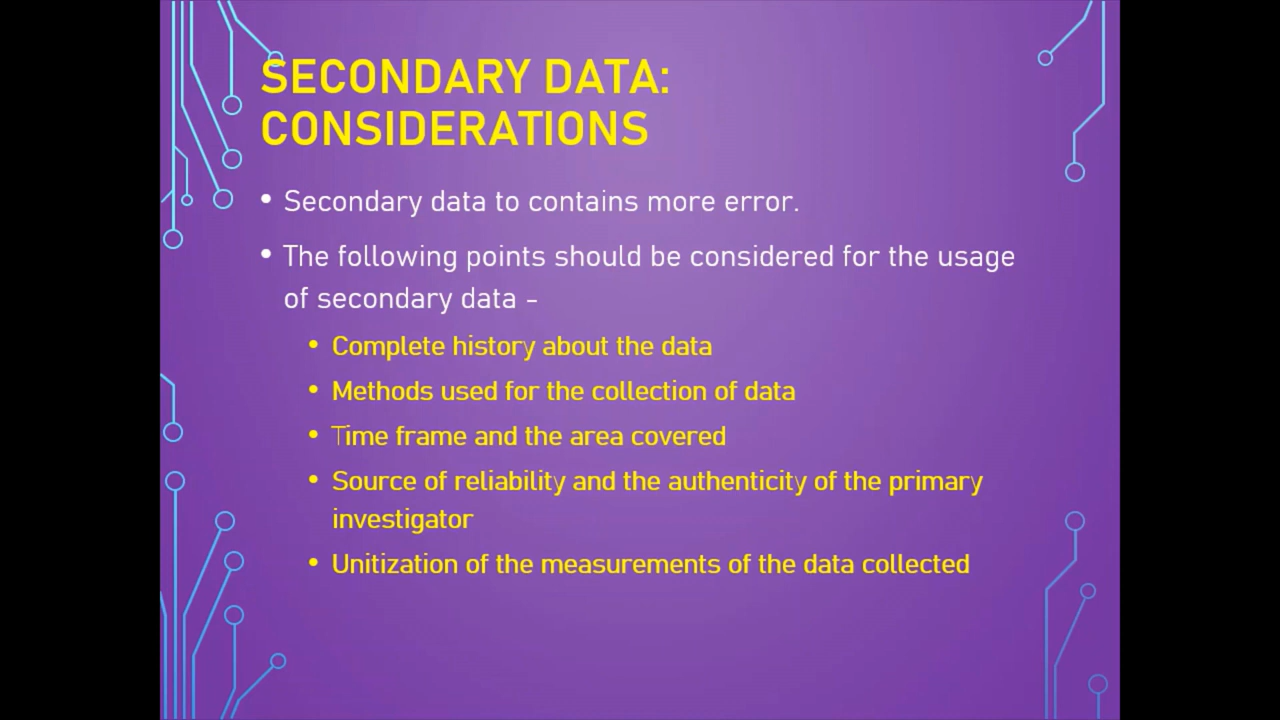 SECONDARY DATA:
CONSIDERATIONS
• Secondary data to contains more error.
• The following points should be considered for the usage
of secondary data -
• Complete history about the data
• Methods used for the collection of data
• Time frame and the area covered
• Source of reliability and the authenticity of the primary
investigator
• Unitization of the measurements of the data collected